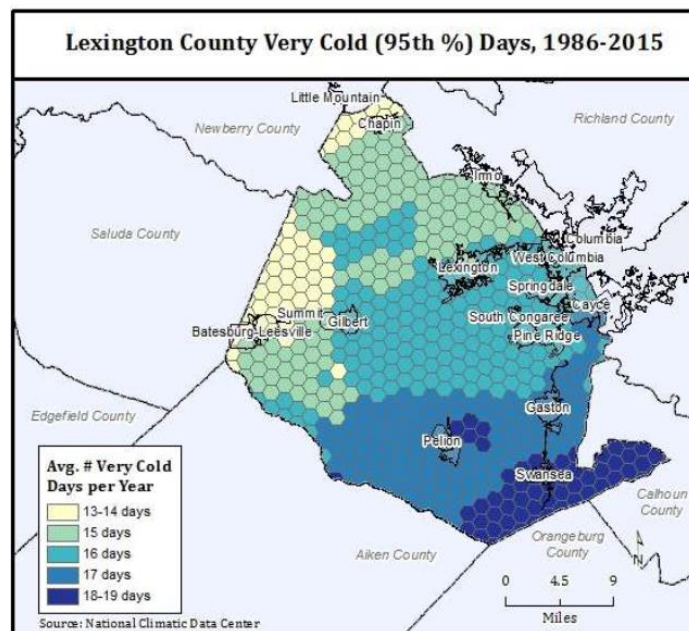 Lexington County Very Cold (95th %) Days, 1986-2015
Little Mountain
Chapin
Newberry County
Richland County
Irmo
Saluda County
Columbia
West Columbia
Lexington
Springdale
Cayce
Summit
Gilbert
South Congaree
Batesburg-Leesville
Pine Ridge
Edgefield County
Gaston
Pelion
Swansea
Calhoun
County
Orangeburg
County
Aiken County
N
Avg. # Very Cold
Days per Year
13-14 days
15 days
16 days
17 days
18-19 days
0 4.5 9
Miles
Source: National Climatic Data Center